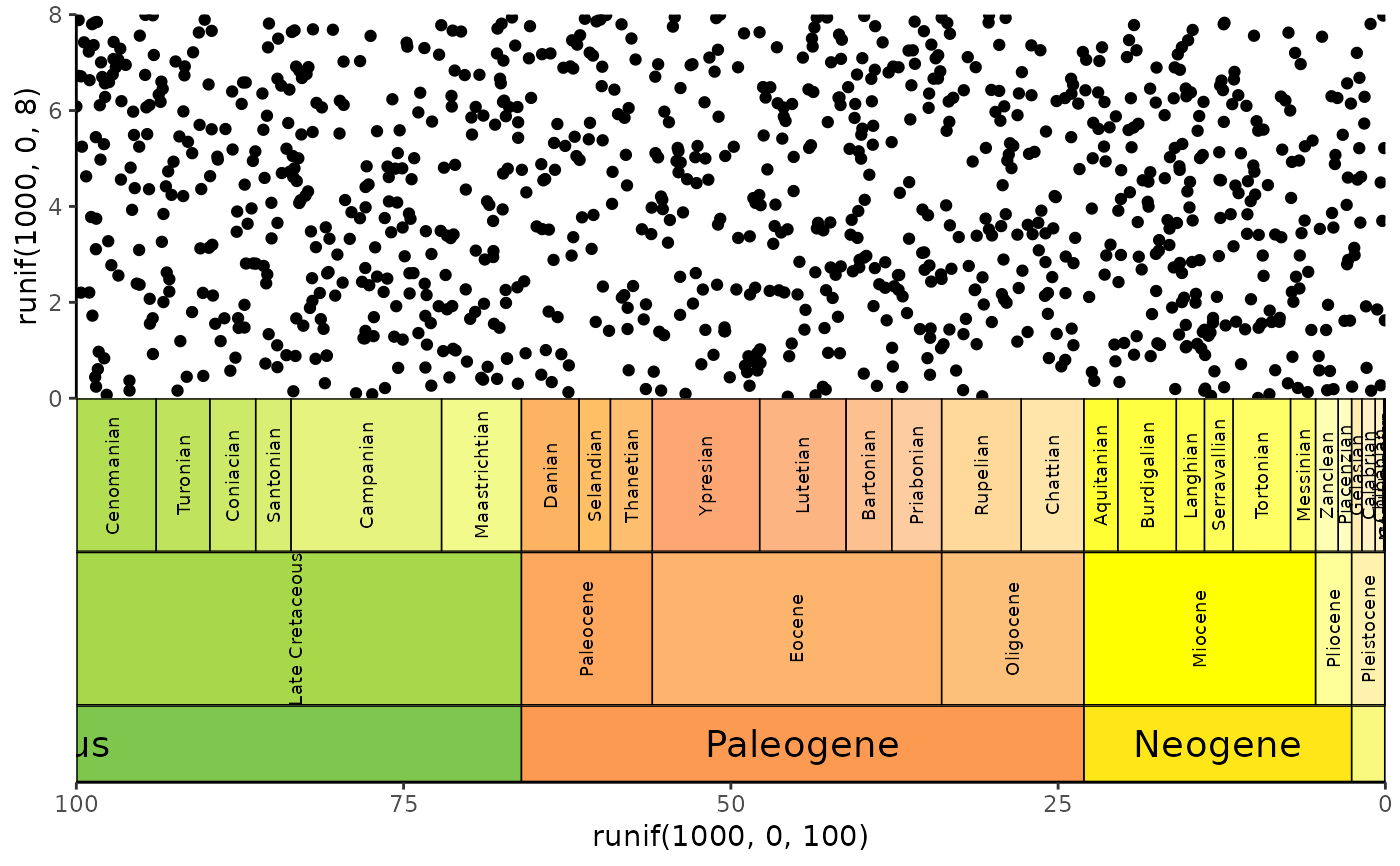 8
6
4
2
0
runif(1000, 0, 8)
Cenomanian
Turonian
Coniacian
Santonian
Campanian
Maastrichtian
Danian
Selandian
Thanetian
Ypresian
Lutetian
Bartonian
Priabonian
Rupelian
Chattian
Aquitanian
Burdigalian
Langhian
Serravallian
Tortonian
Messinian
Zanclean
Piacenzian
Gelasian
Calabrian
Late Cretaceous
Paleocene
Eocene
Oligocene
Miocene
Pliocene
Pleistocene
us
Paleogene
Neogene
100
75
50
25
0
runif(1000, 0, 100)